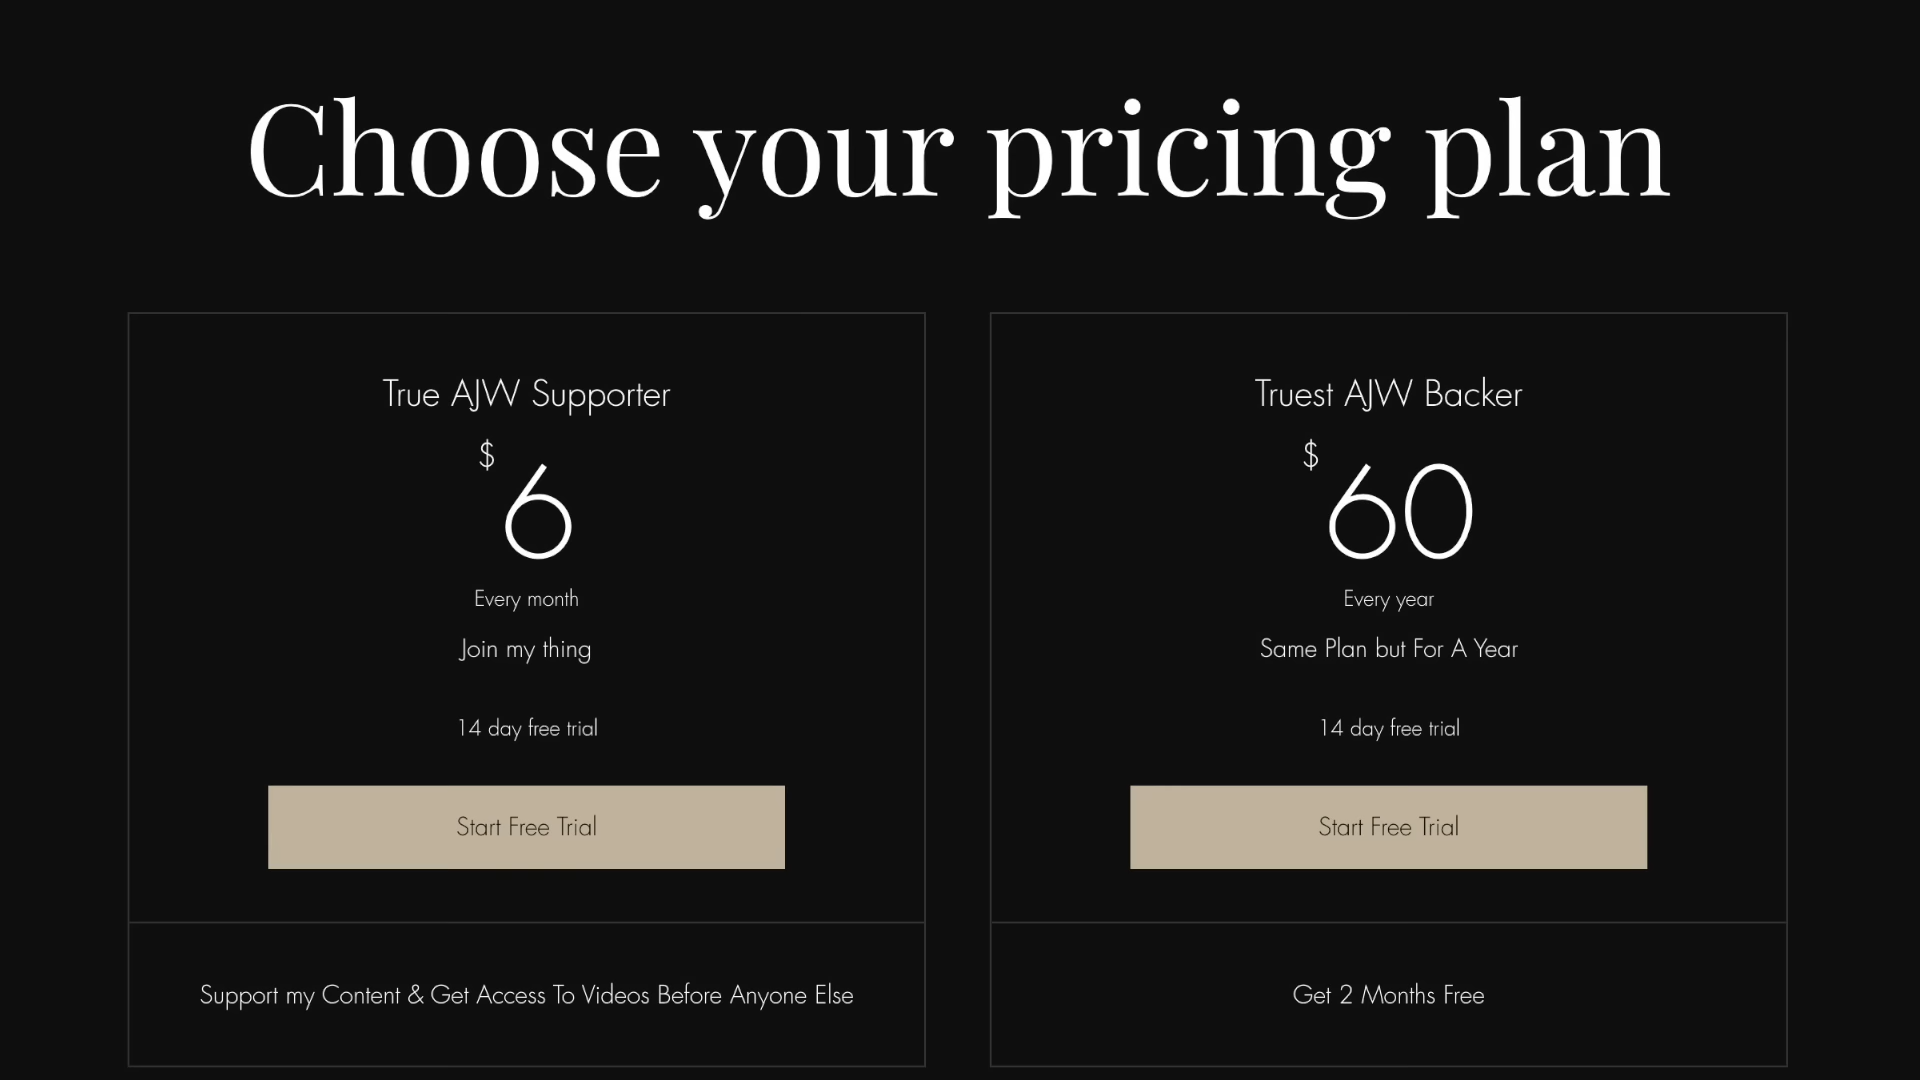 Choose your pricing plan
True AJW Supporter
$6
Every month
Join my thing
14 day free trial
Start Free Trial
Support my Content & Get Access To Videos Before Anyone Else
Truest AJW Backer
$60
Every year
Same Plan but For A Year
14 day free trial
Start Free Trial
Get 2 Months Free